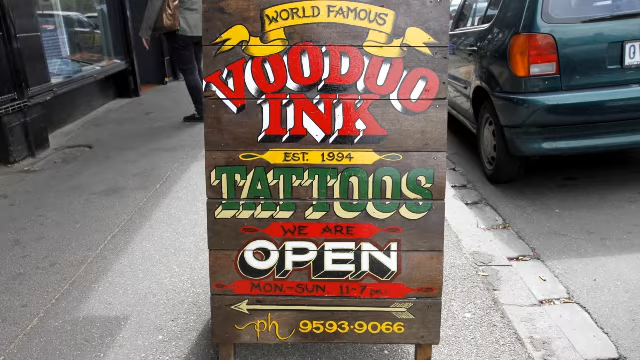 WORLD FAMOUS
VOODOO
INK
EST. 1994
TATTOOS
WE ARE
OPEN
MON.-SUN. 11-7pm
ph 9593·9066